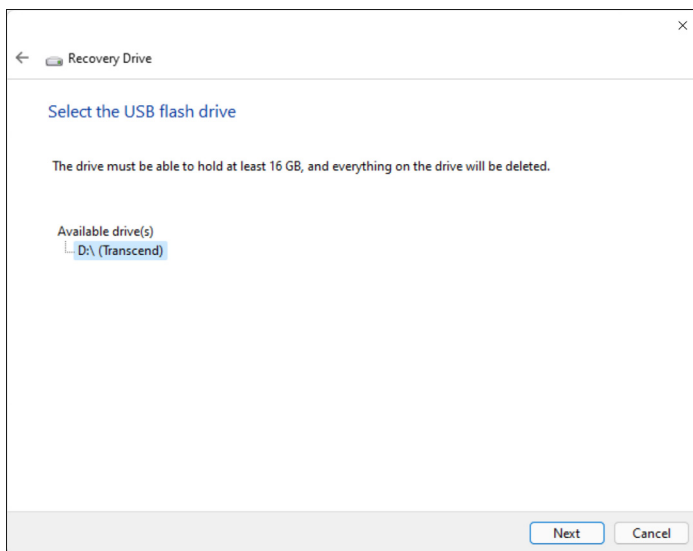 Recovery Drive
Select the USB flash drive
The drive must be able to hold at least 16 GB, and everything on the drive will be deleted.
Available drive(s)
D:\ (Transcend)
Next Cancel